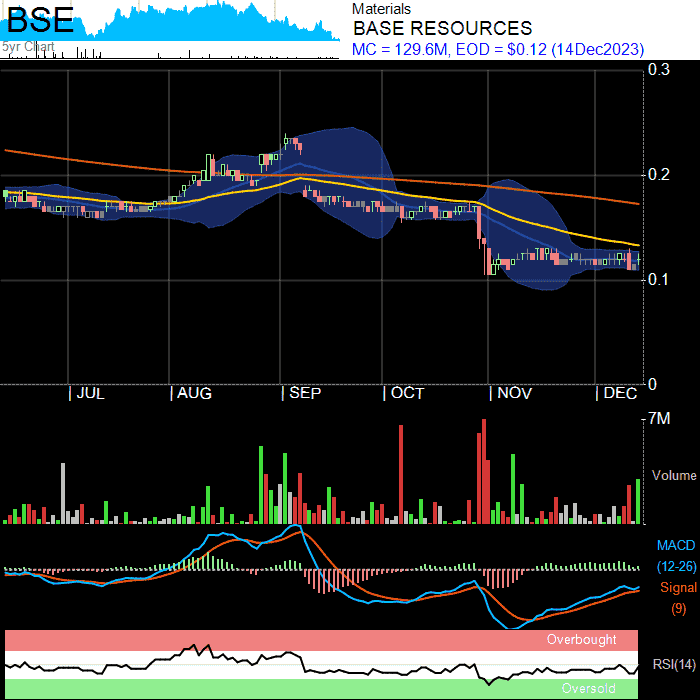 BSE
5yr Chart
Materials
BASE RESOURCES
MC = 129.6M, EOD = $0.12 (14Dec2023)
0.3
0.2
0.1
0
JUL AUG SEP OCT NOV DEC
7M
Volume
MACD
(12-26)
Signal
(9)
Overbought
RSI(14)
Oversold